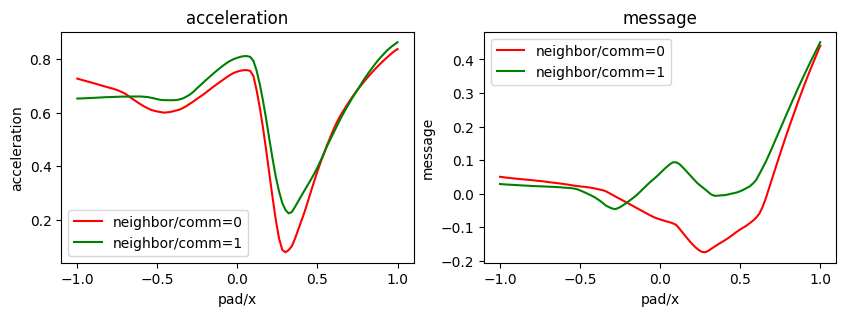 acceleration
acceleration
0.8
0.6
0.4
0.2
neighbor/comm=0
neighbor/comm=1
−1.0 −0.5 0.0 0.5 1.0
pad/x
message
message
0.4
0.3
0.2
0.1
0.0
−0.1
−0.2
neighbor/comm=0
neighbor/comm=1
−1.0 −0.5 0.0 0.5 1.0
pad/x